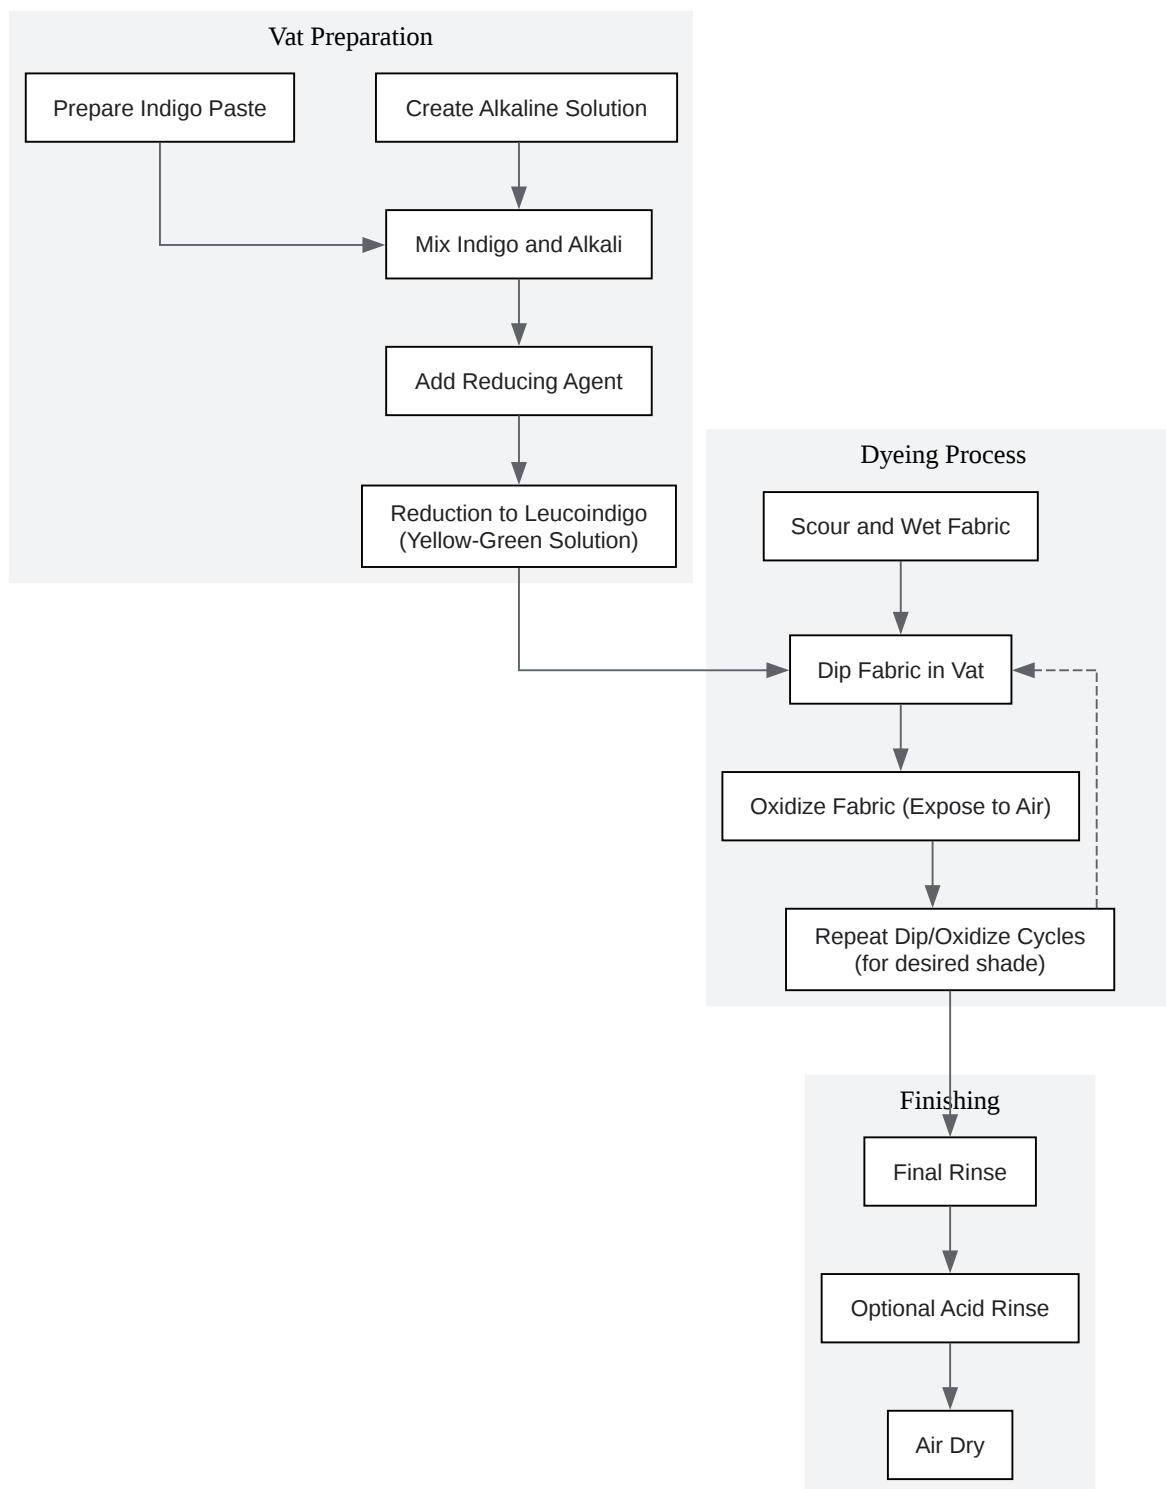 Vat Preparation
Prepare Indigo Paste
Create Alkaline Solution
Mix Indigo and Alkali
Add Reducing Agent
Reduction to Leucoindigo
(Yellow-Green Solution)
Dyeing Process
Scour and Wet Fabric
Dip Fabric in Vat
Oxidize Fabric (Expose to Air)
Repeat Dip/Oxidize Cycles
(for desired shade)
Finishing
Final Rinse
Optional Acid Rinse
Air Dry